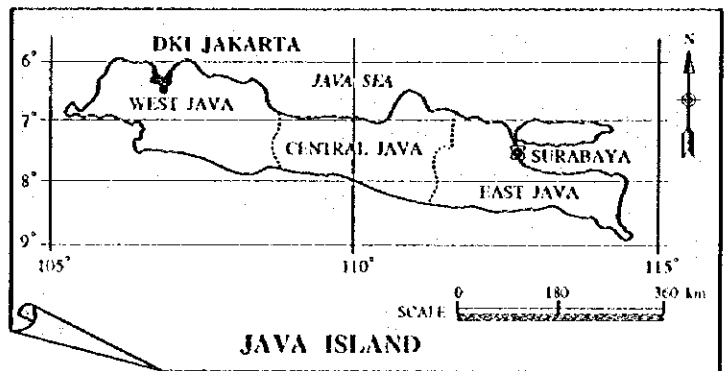 DKI JAKARTA
N
6°
JAVA SEA
WEST JAVA
7°
CENTRAL JAVA
SURABAYA
8°
EAST JAVA
9°
105°
110°
115°
0 180 360 km
SCALE
JAVA ISLAND